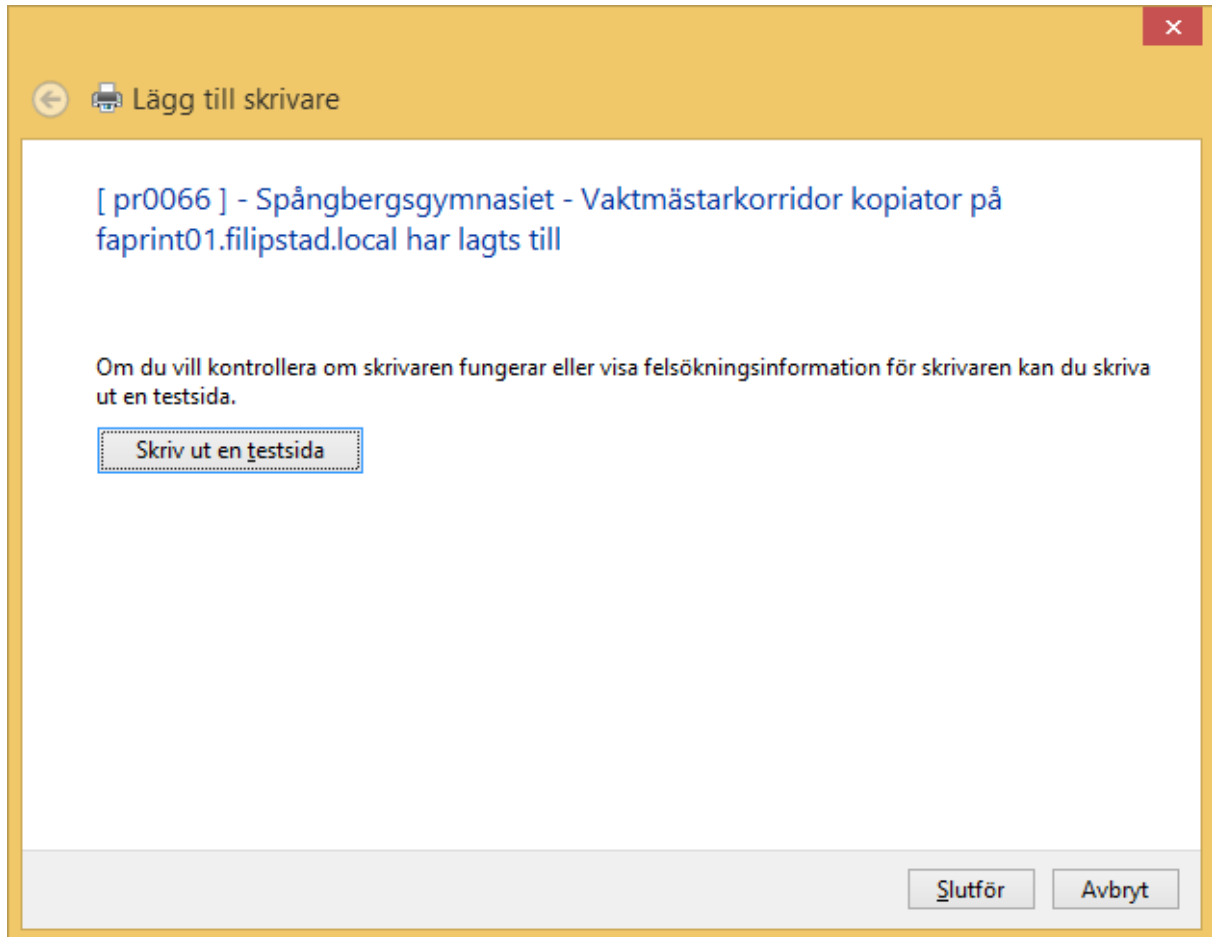 Lägg till skrivare
[ pr0066 ] - Spångbergsgymnasiet - Vaktmästarkorridor kopiator på
faprint01.filipstad.local har lagts till
Om du vill kontrollera om skrivaren fungerar eller visa felsökningsinformation för skrivaren kan du skriva
ut en testsida.
Skriv ut en testsida
Slutför
Avbryt